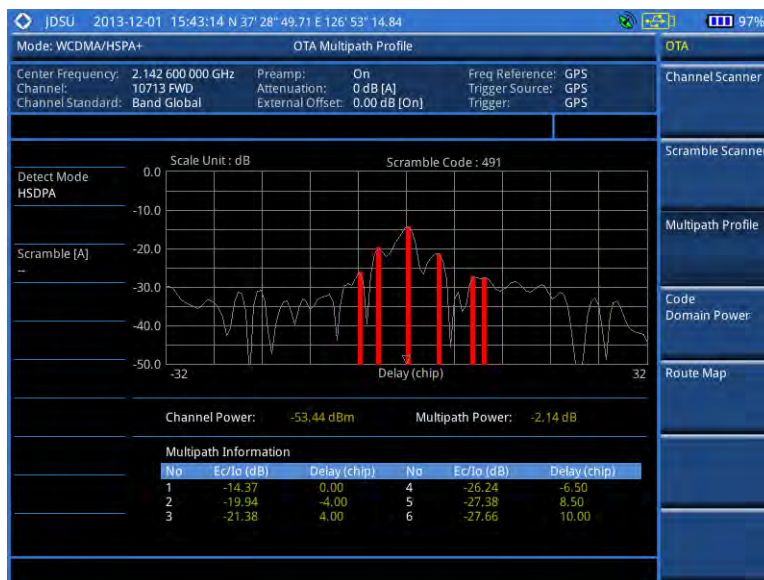 JDSU 2013-12-01 15:43:14 N 37' 28" 49.71 E 126' 53" 14.84 97%
Mode: WCDMA/HSPA+ OTA Multipath Profile OTA
Center Frequency: 2.142 600 000 GHz Preamp: On Freq Reference: GPS
Channel: 10713 FWD Attenuation: 0 dB [A] Trigger Source: GPS
Channel Standard: Band Global External Offset: 0.00 dB [On] Trigger: GPS
Channel Scanner
Scramble Scanne
Multipath Profile
Code
Domain Power
Route Map
Detect Mode
HSDPA
Scramble [A]
--
Scale Unit : dB Scramble Code : 491
0.0
-10.0
-20.0
-30.0
-40.0
-50.0
-32 Delay (chip) 32
Channel Power: -53.44 dBm Multipath Power: -2.14 dB
Multipath Information
No Ec/Io (dB) Delay (chip) No Ec/Io (dB) Delay (chip)
1 -14.37 0.00 4 -26.24 -6.50
2 -19.94 -4.00 5 -27.38 8.50
3 -21.38 4.00 6 -27.66 10.00